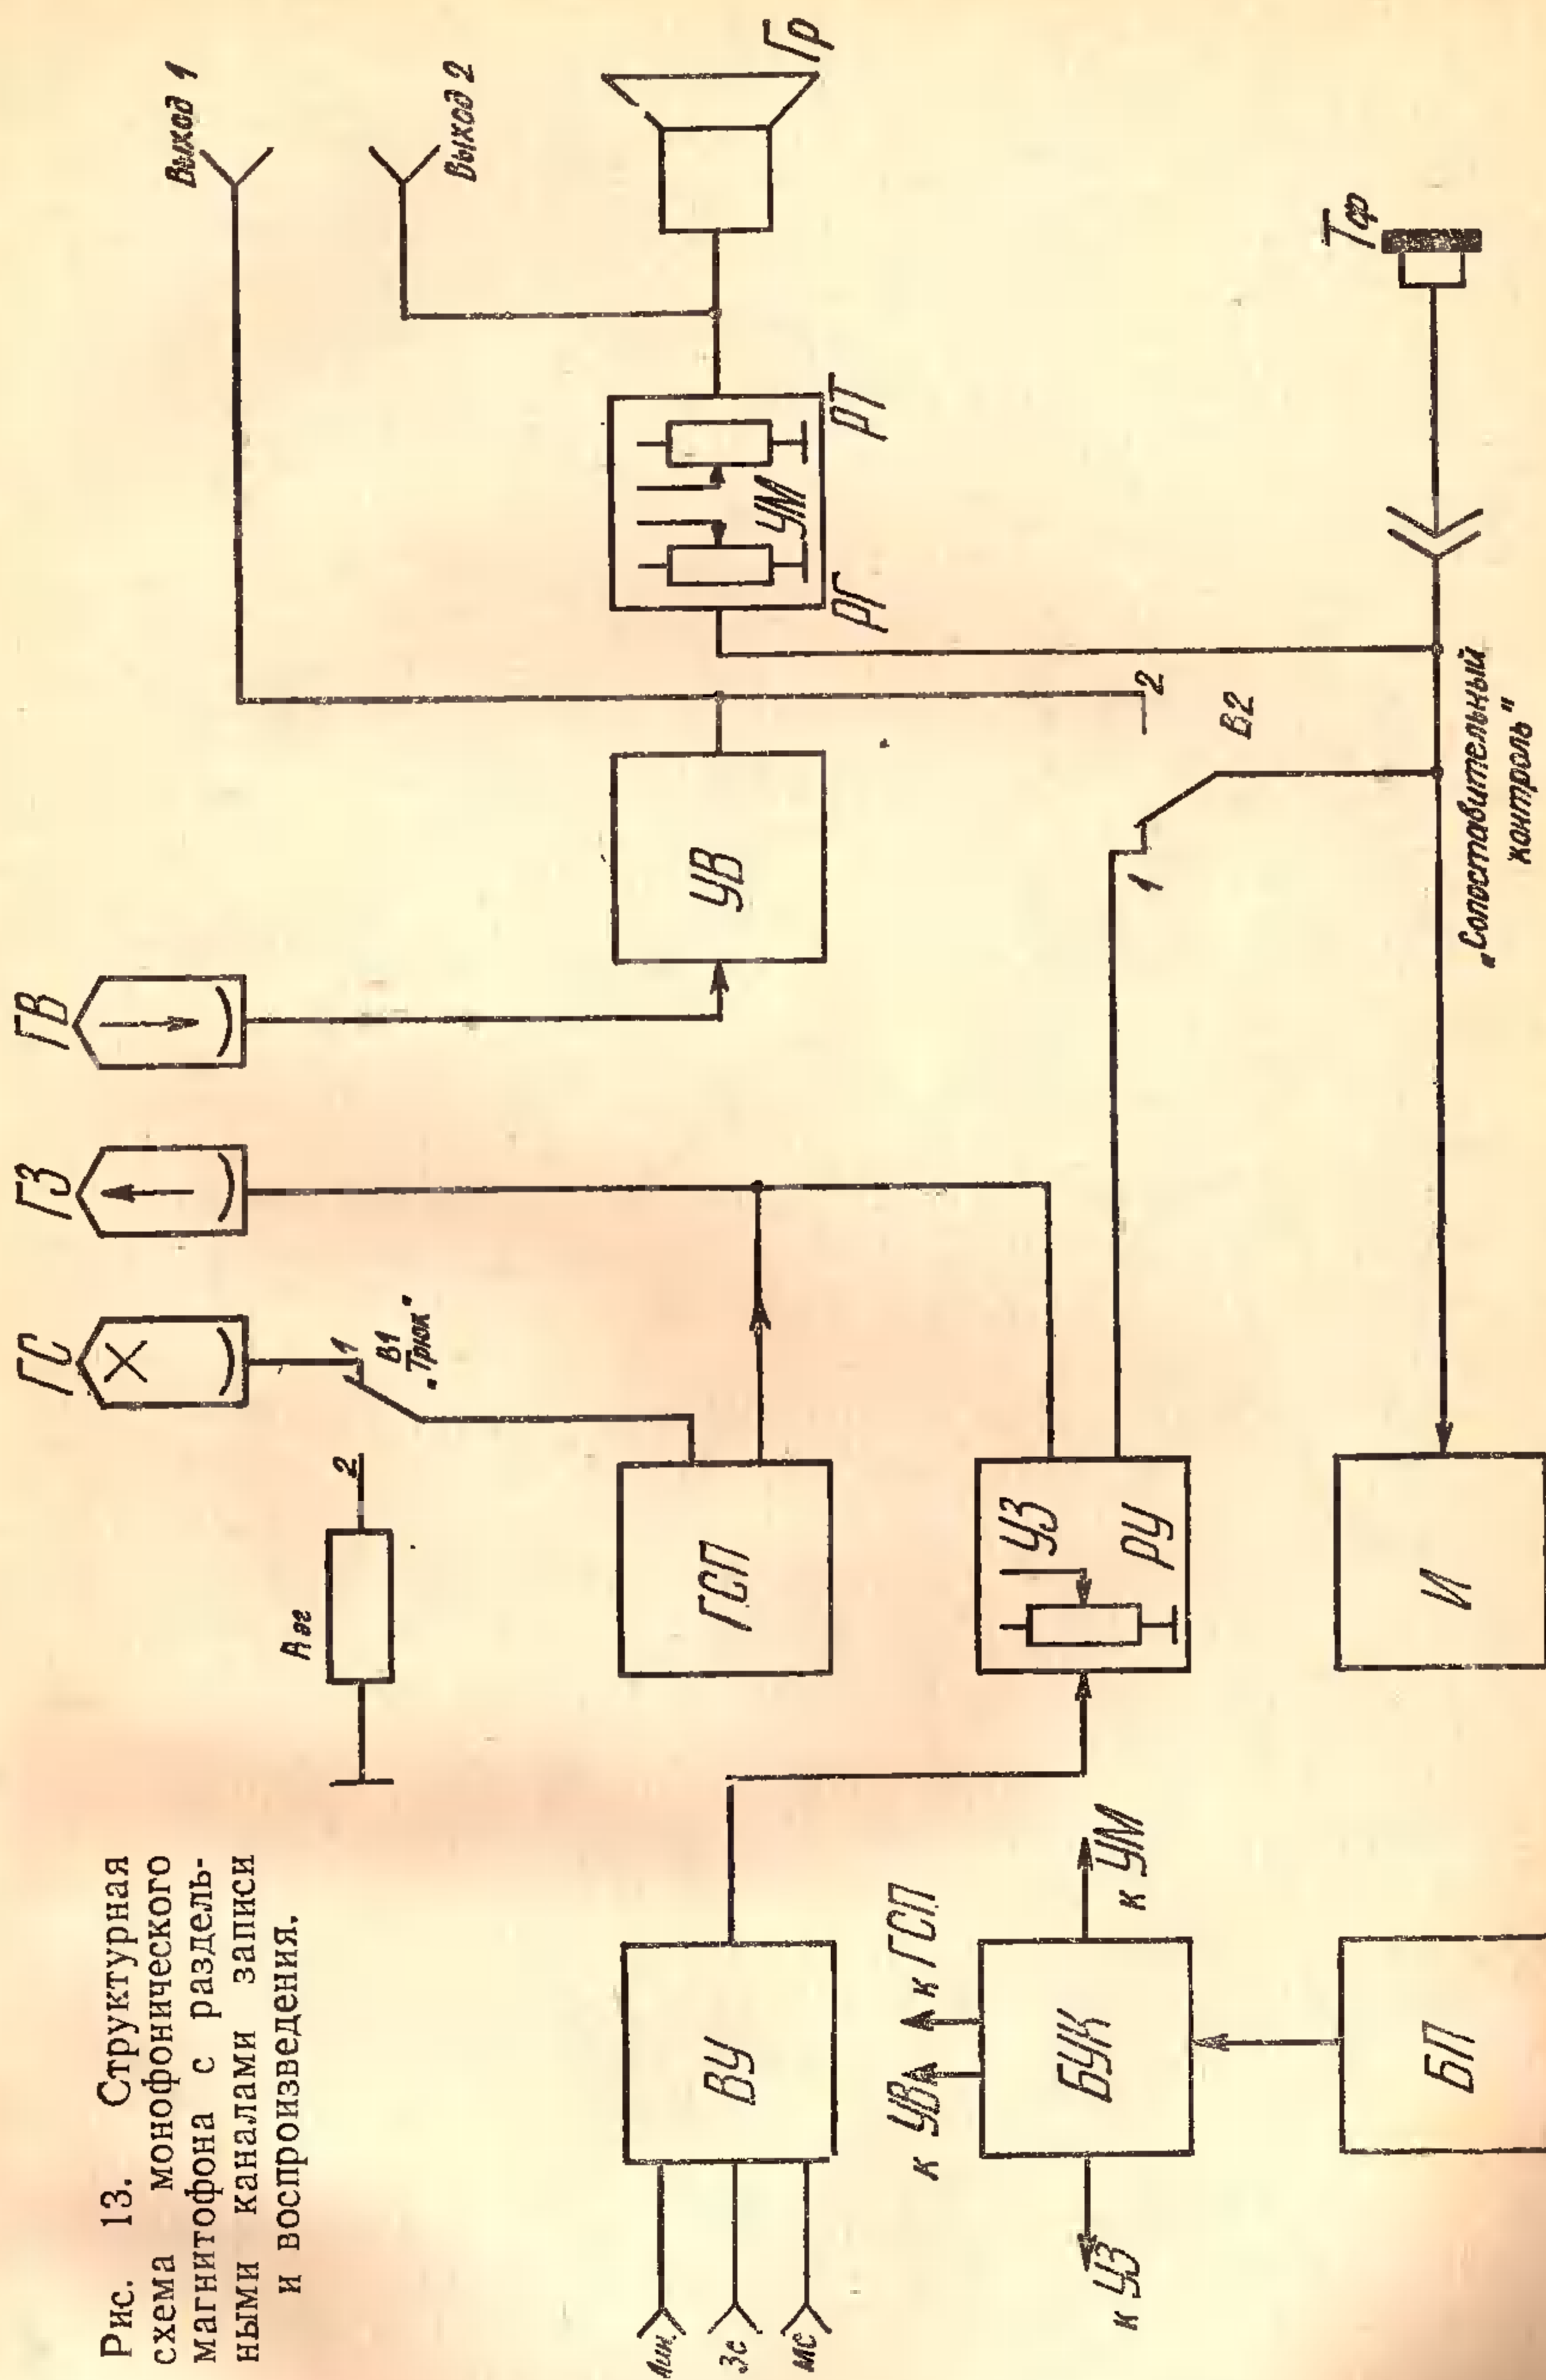 Рис. 13. Структурная
схема монофонического
магнитофона с раздель-
ными каналами записи
и воспроизведения.
ГС
ГЗ
ГВ
Выход 1
Выход 2
Гр
2
1
В1
„Трюк"
Лин.
Зс
МС
ВУ
ГСП
УВ
РГ
УМ
РТ
к УВ
к ГСП
к УЗ
БУК
к УМ
УЗ
РУ
1
2
В2
Тф
БП
И
„Сопоставительный
контроль"